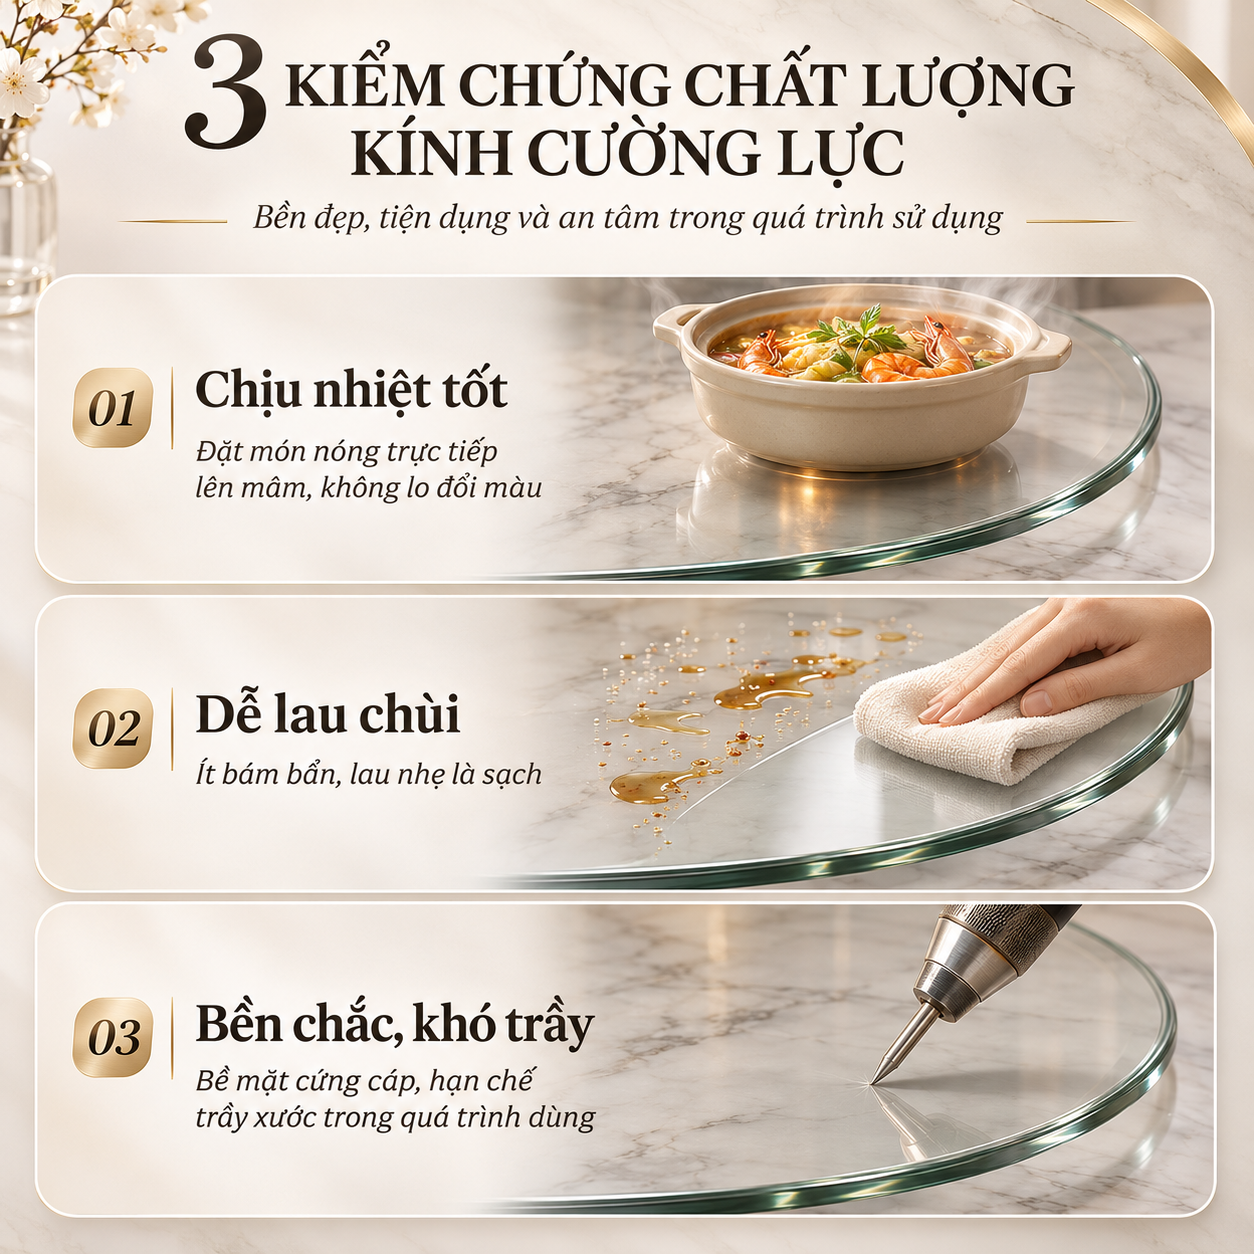 3 KIỂM CHỨNG CHẤT LƯỢNG
KÍNH CƯỜNG LỰC
Bền đẹp, tiện dụng và an tâm trong quá trình sử dụng
01
Chịu nhiệt tốt
Đặt món nóng trực tiếp
lên mâm, không lo đổi màu
02
Dễ lau chùi
Ít bám bẩn, lau nhẹ là sạch
03
Bền chắc, khó trầy
Bề mặt cứng cáp, hạn chế
trầy xước trong quá trình dùng